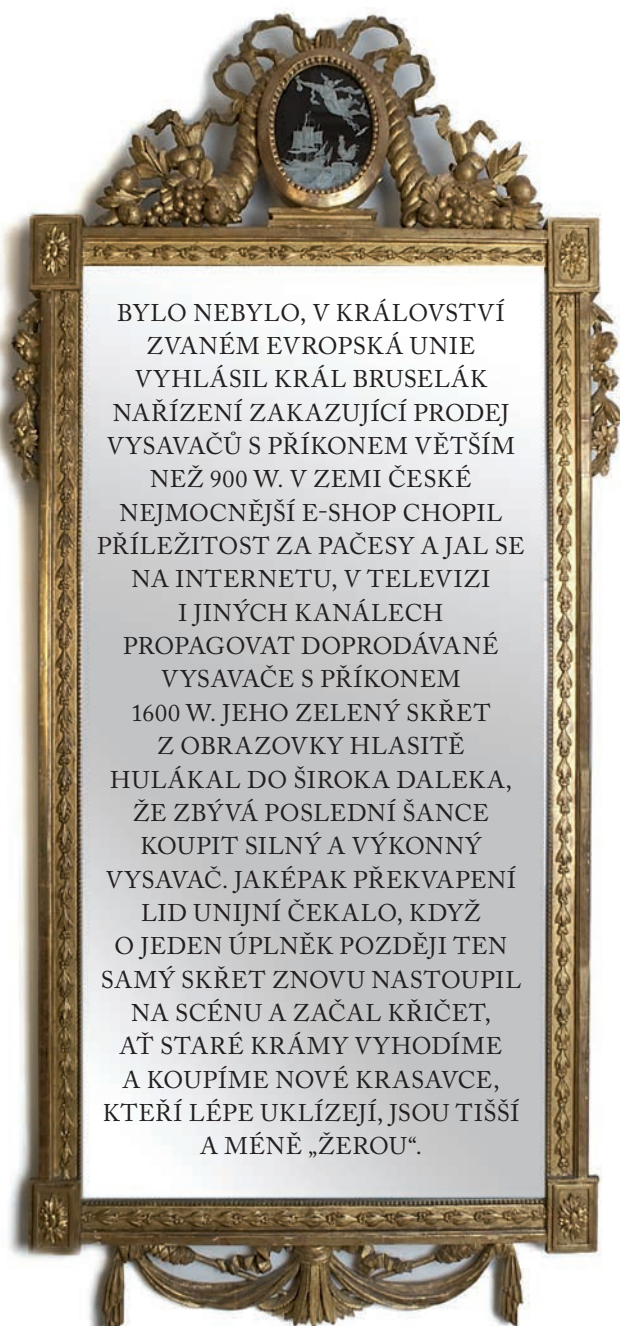 BYLO NEBYLO, V KRÁLOVSTVÍ
ZVANÉM EVROPSKÁ UNIE
VYHLÁSIL KRÁL BRUSELÁK
NAŘÍZENÍ ZAKAZUJÍCÍ PRODEJ
VYSAVAČŮ S PŘÍKONEM VĚTŠÍM
NEŽ 900 W. V ZEMI ČESKÉ
NEJMOCNĚJŠÍ E-SHOP CHOPIL
PŘÍLEŽITOST ZA PAČESY A JAL SE
NA INTERNETU, V TELEVIZI
I JINÝCH KANÁLECH
PROPAGOVAT DOPRODÁVANÉ
VYSAVAČE S PŘÍKONEM
1600 W. JEHO ZELENÝ SKŘET
Z OBRAZOVKY HLASITĚ
HULÁKAL DO ŠIROKA DALEKA,
ŽE ZBÝVÁ POSLEDNÍ ŠANCE
KOUPIT SILNÝ A VÝKONNÝ
VYSAVAČ. JAKÉPAK PŘEKVAPENÍ
LID UNIJNÍ ČEKALO, KDYŽ
O JEDEN ÚPLNĚK POZDĚJI TEN
SAMÝ SKŘET ZNOVU NASTOUPIL
NA SCÉNU A ZAČAL KŘIČET,
AŤ STARÉ KRÁMY VYHODÍME
A KOUPÍME NOVÉ KRASAVCE,
KTEŘÍ LÉPE UKLÍZEJÍ, JSOU TIŠŠÍ
A MÉNĚ „ŽEROU“.